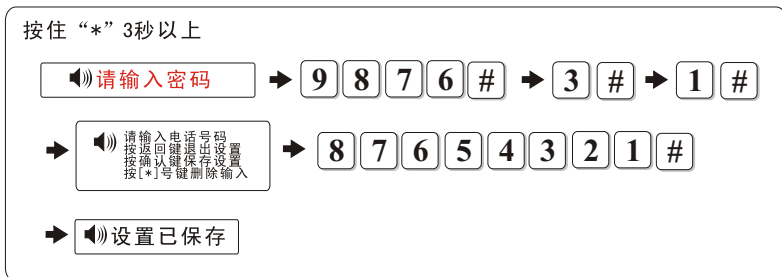 按住“*”3秒以上
请输入密码 9 8 7 6 # 3 # 1 #
请输入电话号码
按返回键退出设置
按确认键保存设置
按[*]号键删除输入
8 7 6 5 4 3 2 1 #
设置已保存